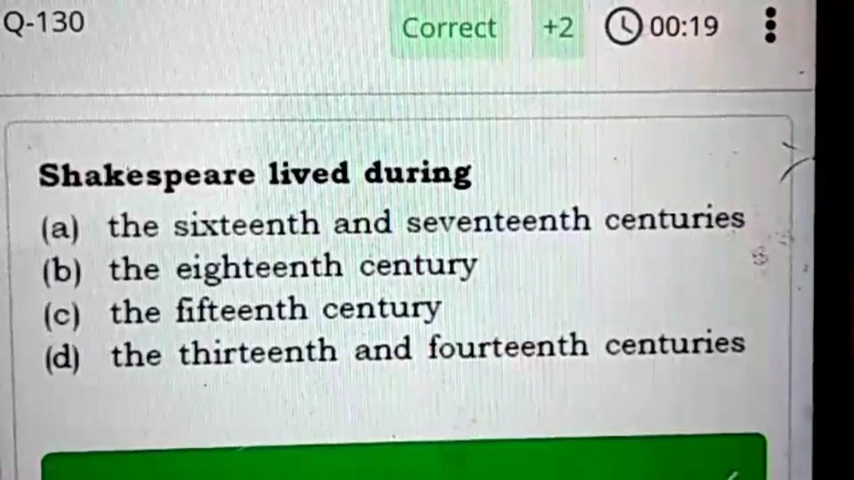 Q-130 Correct +2 00:19
Shakespeare lived during
(a) the sixteenth and seventeenth centuries
(b) the eighteenth century
(c) the fifteenth century
(d) the thirteenth and fourteenth centuries